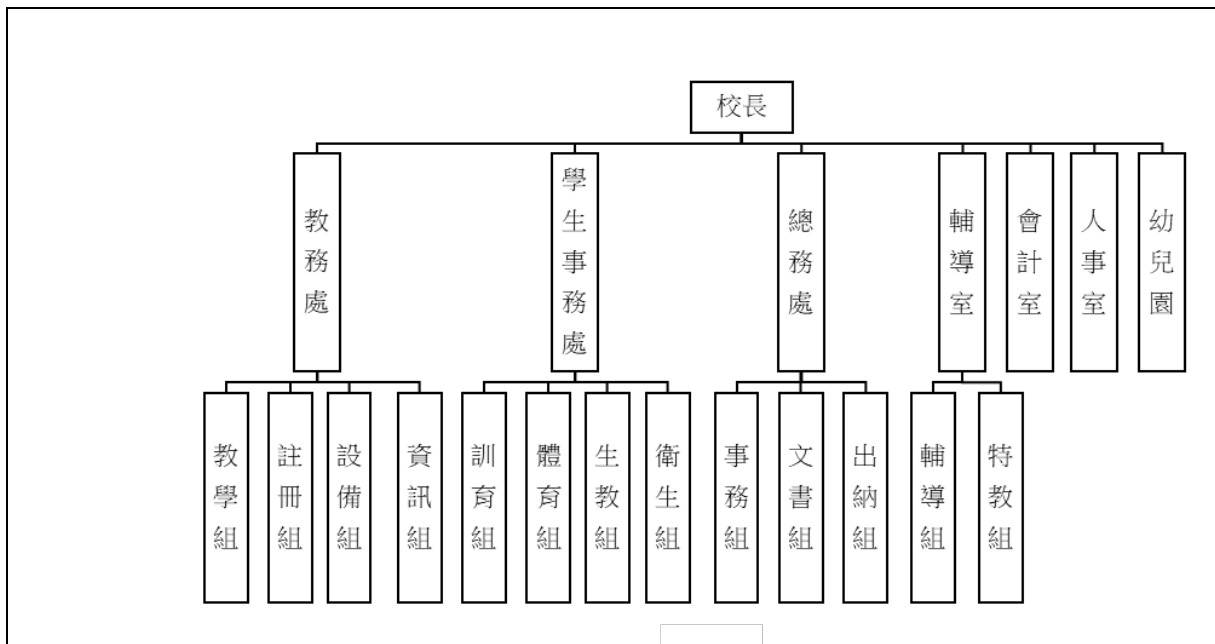 校長
教務處
學生事務處
總務處
輔導室
會計室
人事室
幼兒園
教學組
註冊組
設備組
資訊組
訓育組
體育組
生教組
衛生組
事務組
文書組
出納組
輔導組
特教組